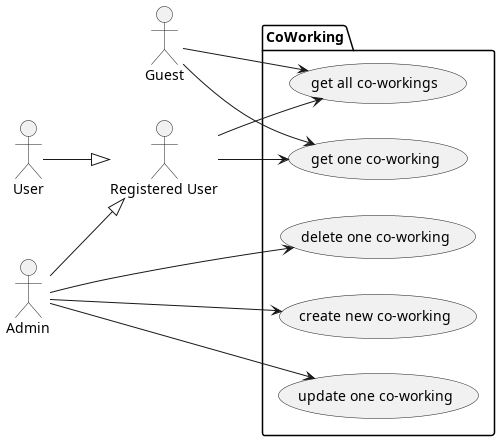 CoWorking
Guest
get all co-workings
get one co-working
User
Registered User
delete one co-working
Admin
create new co-working
update one co-working